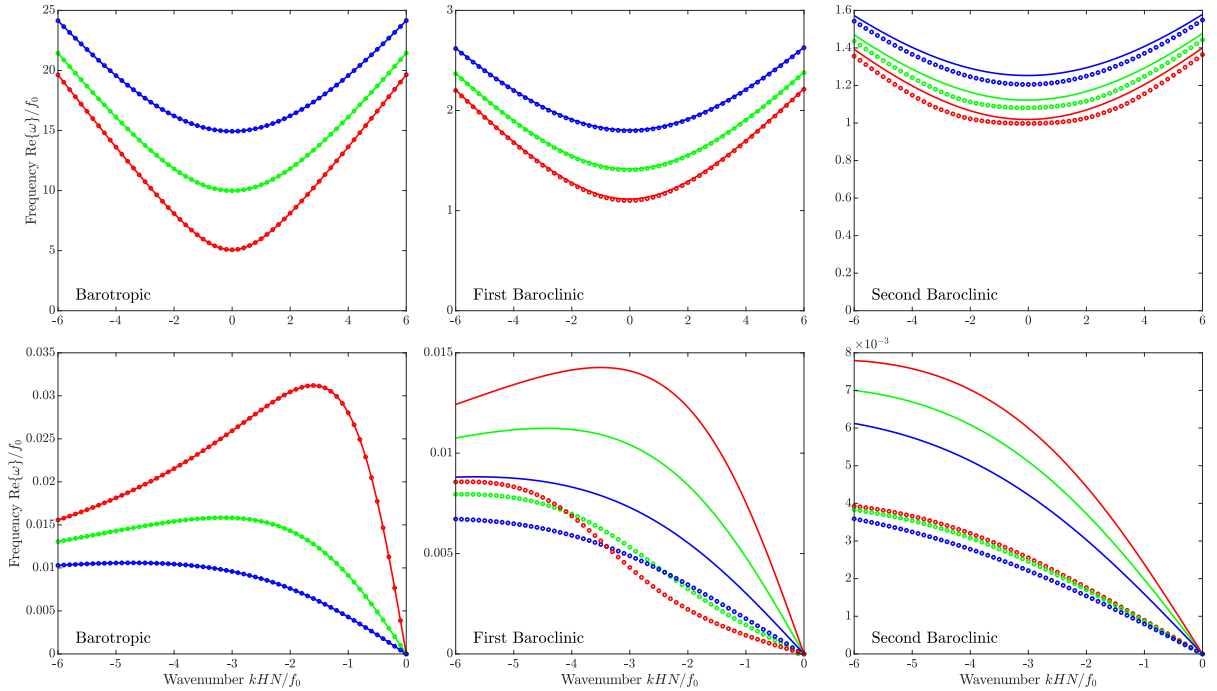 25
20
15
10
5
0
Frequency Re{ω}/f₀
Barotropic
-6 -4 -2 0 2 4 6
3
2
1
0
First Baroclinic
-6 -5 -4 -3 -2 -1 0 1 2 3 4 5 6
1.6
1.4
1.2
1
0.8
0.6
0.4
0.2
0
Second Baroclinic
-6 -4 -2 0 2 4 6
0.035
0.03
0.025
0.02
0.015
0.01
0.005
0
Frequency Re{ω}/f₀
Barotropic
-6 -5 -4 -3 -2 -1 0
Wavenumber kHN/f₀
0.015
0.01
0.005
0
First Baroclinic
-6 -5 -4 -3 -2 -1 0
Wavenumber kHN/f₀
×10⁻³
8
7
6
5
4
3
2
1
0
Second Baroclinic
-6 -5 -4 -3 -2 -1 0
Wavenumber kHN/f₀